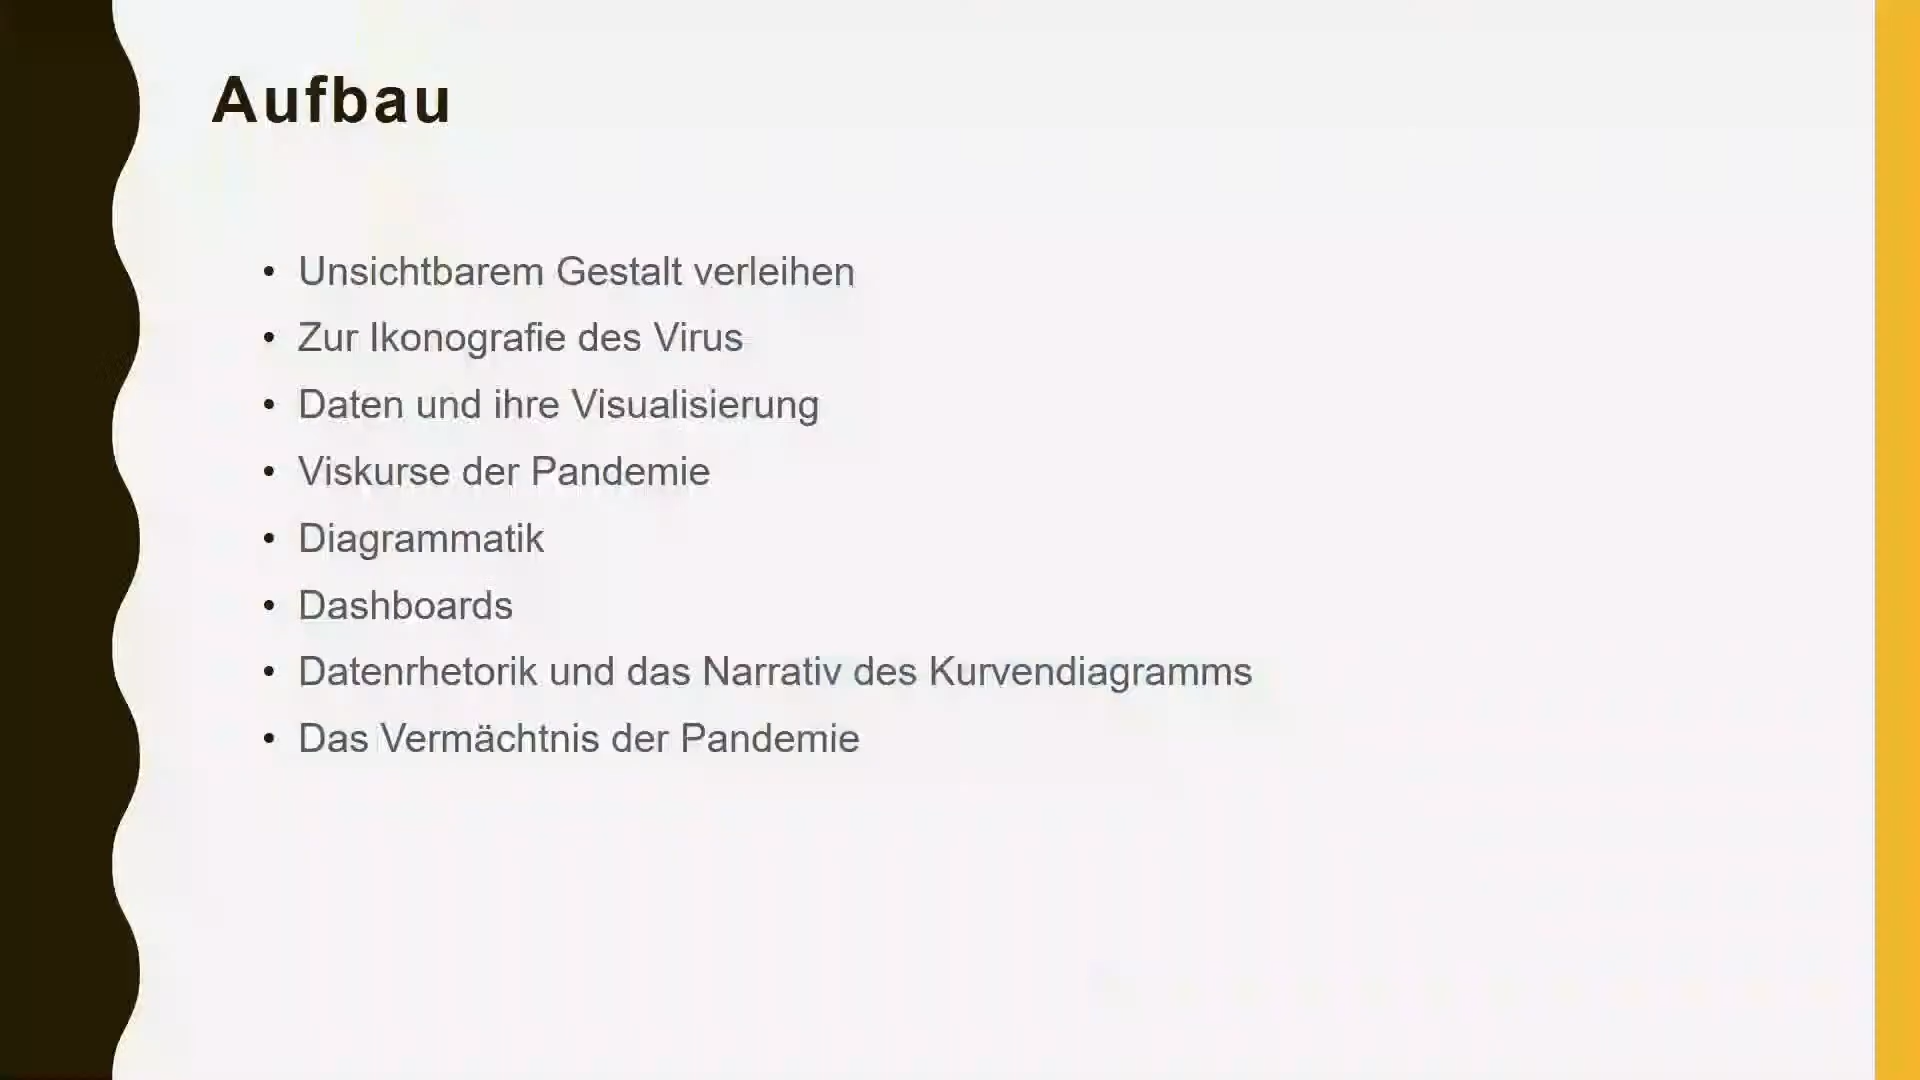 Aufbau
• Unsichtbarem Gestalt verleihen
• Zur Ikonografie des Virus
• Daten und ihre Visualisierung
• Viskurse der Pandemie
• Diagrammatik
• Dashboards
• Datenrhetorik und das Narrativ des Kurvendiagramms
• Das Vermächtnis der Pandemie